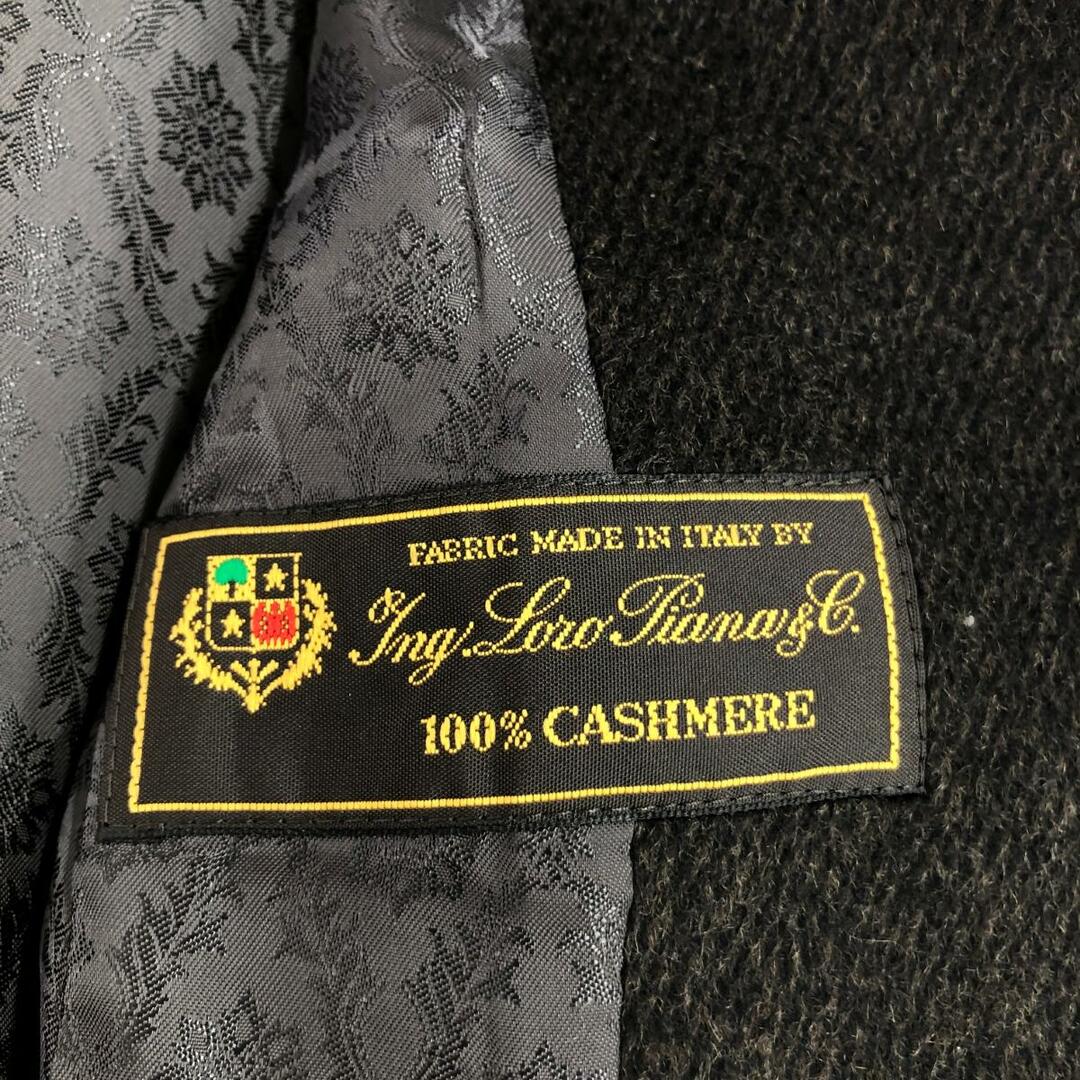 FABRIC MADE IN ITALY BY
Ing. Loro Piana & C.
100% CASHMERE